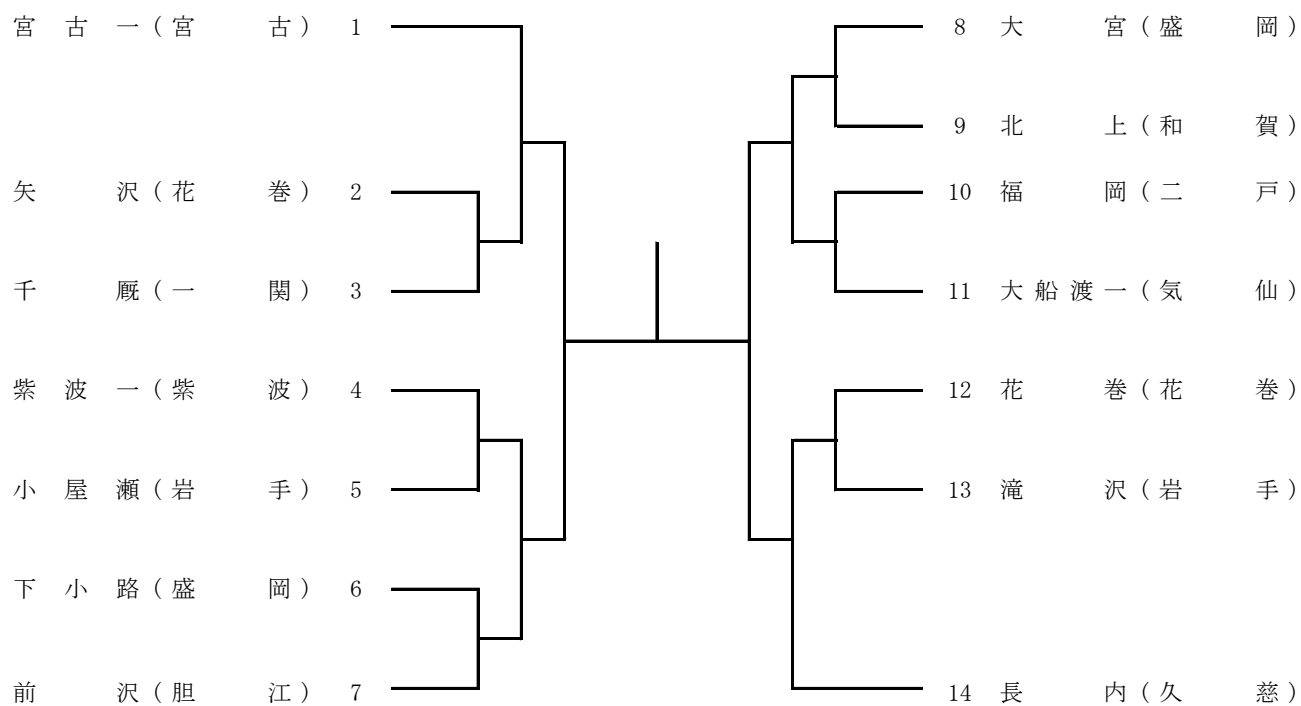 宮古一(宮古) 1
矢沢(花巻) 2
千厩(一関) 3
紫波一(紫波) 4
小屋瀬(岩手) 5
下小路(盛岡) 6
前沢(胆江) 7
8 大宮(盛岡)
9 北上(和賀)
10 福岡(二戸)
11 大船渡一(気仙)
12 花巻(花巻)
13 滝沢(岩手)
14 長内(久慈)